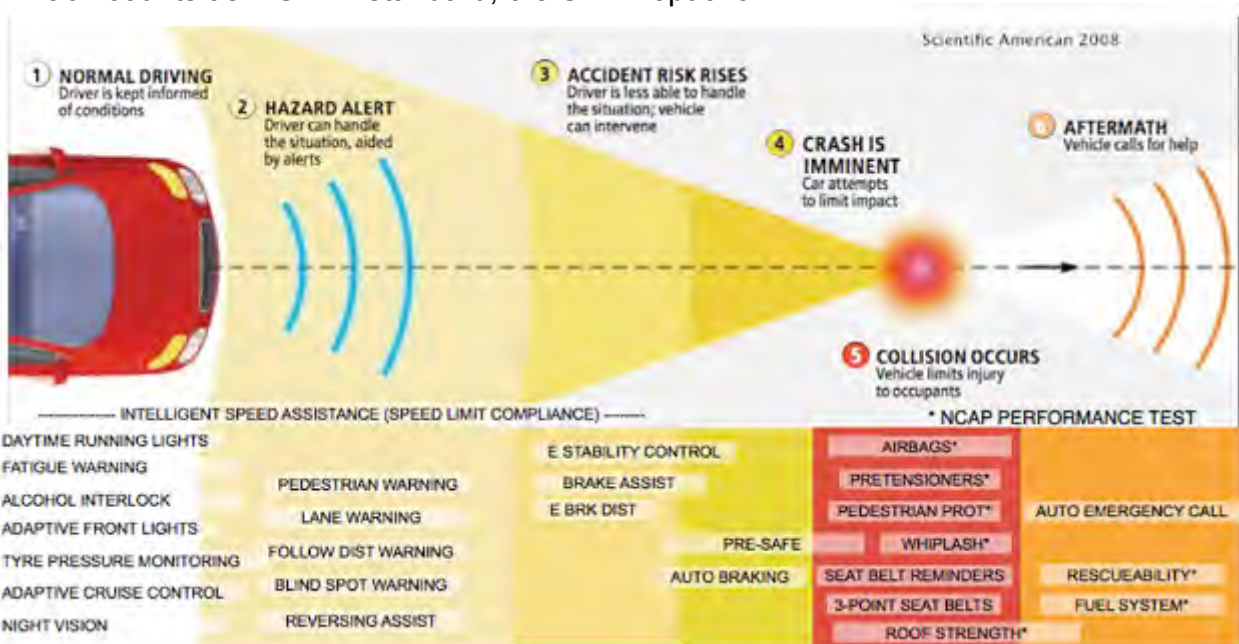 Scientific American 2008
1 NORMAL DRIVING
Driver is kept informed
of conditions
2 HAZARD ALERT
Driver can handle
the situation, aided
by alerts
3 ACCIDENT RISK RISES
Driver is less able to handle
the situation; vehicle
can intervene
4 CRASH IS
IMMINENT
Car attempts
to limit impact
6 AFTERMATH
Vehicle calls for help
5 COLLISION OCCURS
Vehicle limits injury
to occupants
--------------- INTELLIGENT SPEED ASSISTANCE (SPEED LIMIT COMPLIANCE) --------
* NCAP PERFORMANCE TEST
DAYTIME RUNNING LIGHTS
FATIGUE WARNING
ALCOHOL INTERLOCK
ADAPTIVE FRONT LIGHTS
TYRE PRESSURE MONITORING
ADAPTIVE CRUISE CONTROL
NIGHT VISION
PEDESTRIAN WARNING
LANE WARNING
FOLLOW DIST WARNING
BLIND SPOT WARNING
REVERSING ASSIST
E STABILITY CONTROL
BRAKE ASSIST
E BRK DIST
PRE-SAFE
AUTO BRAKING
AIRBAGS*
PRETENSIONERS*
PEDESTRIAN PROT*
WHIPLASH*
SEAT BELT REMINDERS
3-POINT SEAT BELTS
ROOF STRENGTH*
AUTO EMERGENCY CALL
RESCUEABILITY*
FUEL SYSTEM*